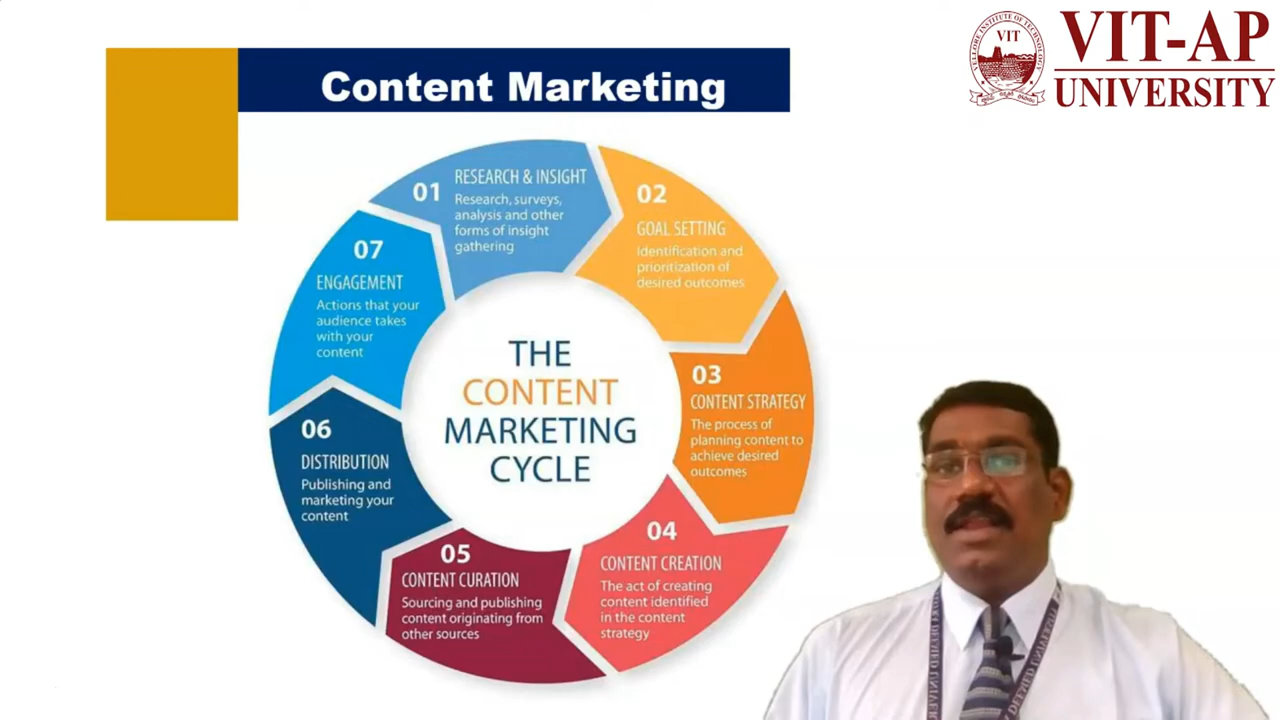 Content Marketing
VIT
VIT-AP
UNIVERSITY
01
RESEARCH & INSIGHT
Research, surveys,
analysis and other
forms of insight
gathering
02
GOAL SETTING
Identification and
prioritization of
desired outcomes
03
CONTENT STRATEGY
The process of
planning content to
achieve desired
outcomes
04
CONTENT CREATION
The act of creating
content identified
in the content
strategy
05
CONTENT CURATION
Sourcing and publishing
content originating from
other sources
06
DISTRIBUTION
Publishing and
marketing your
content
07
ENGAGEMENT
Actions that your
audience takes
with your
content
THE
CONTENT
MARKETING
CYCLE